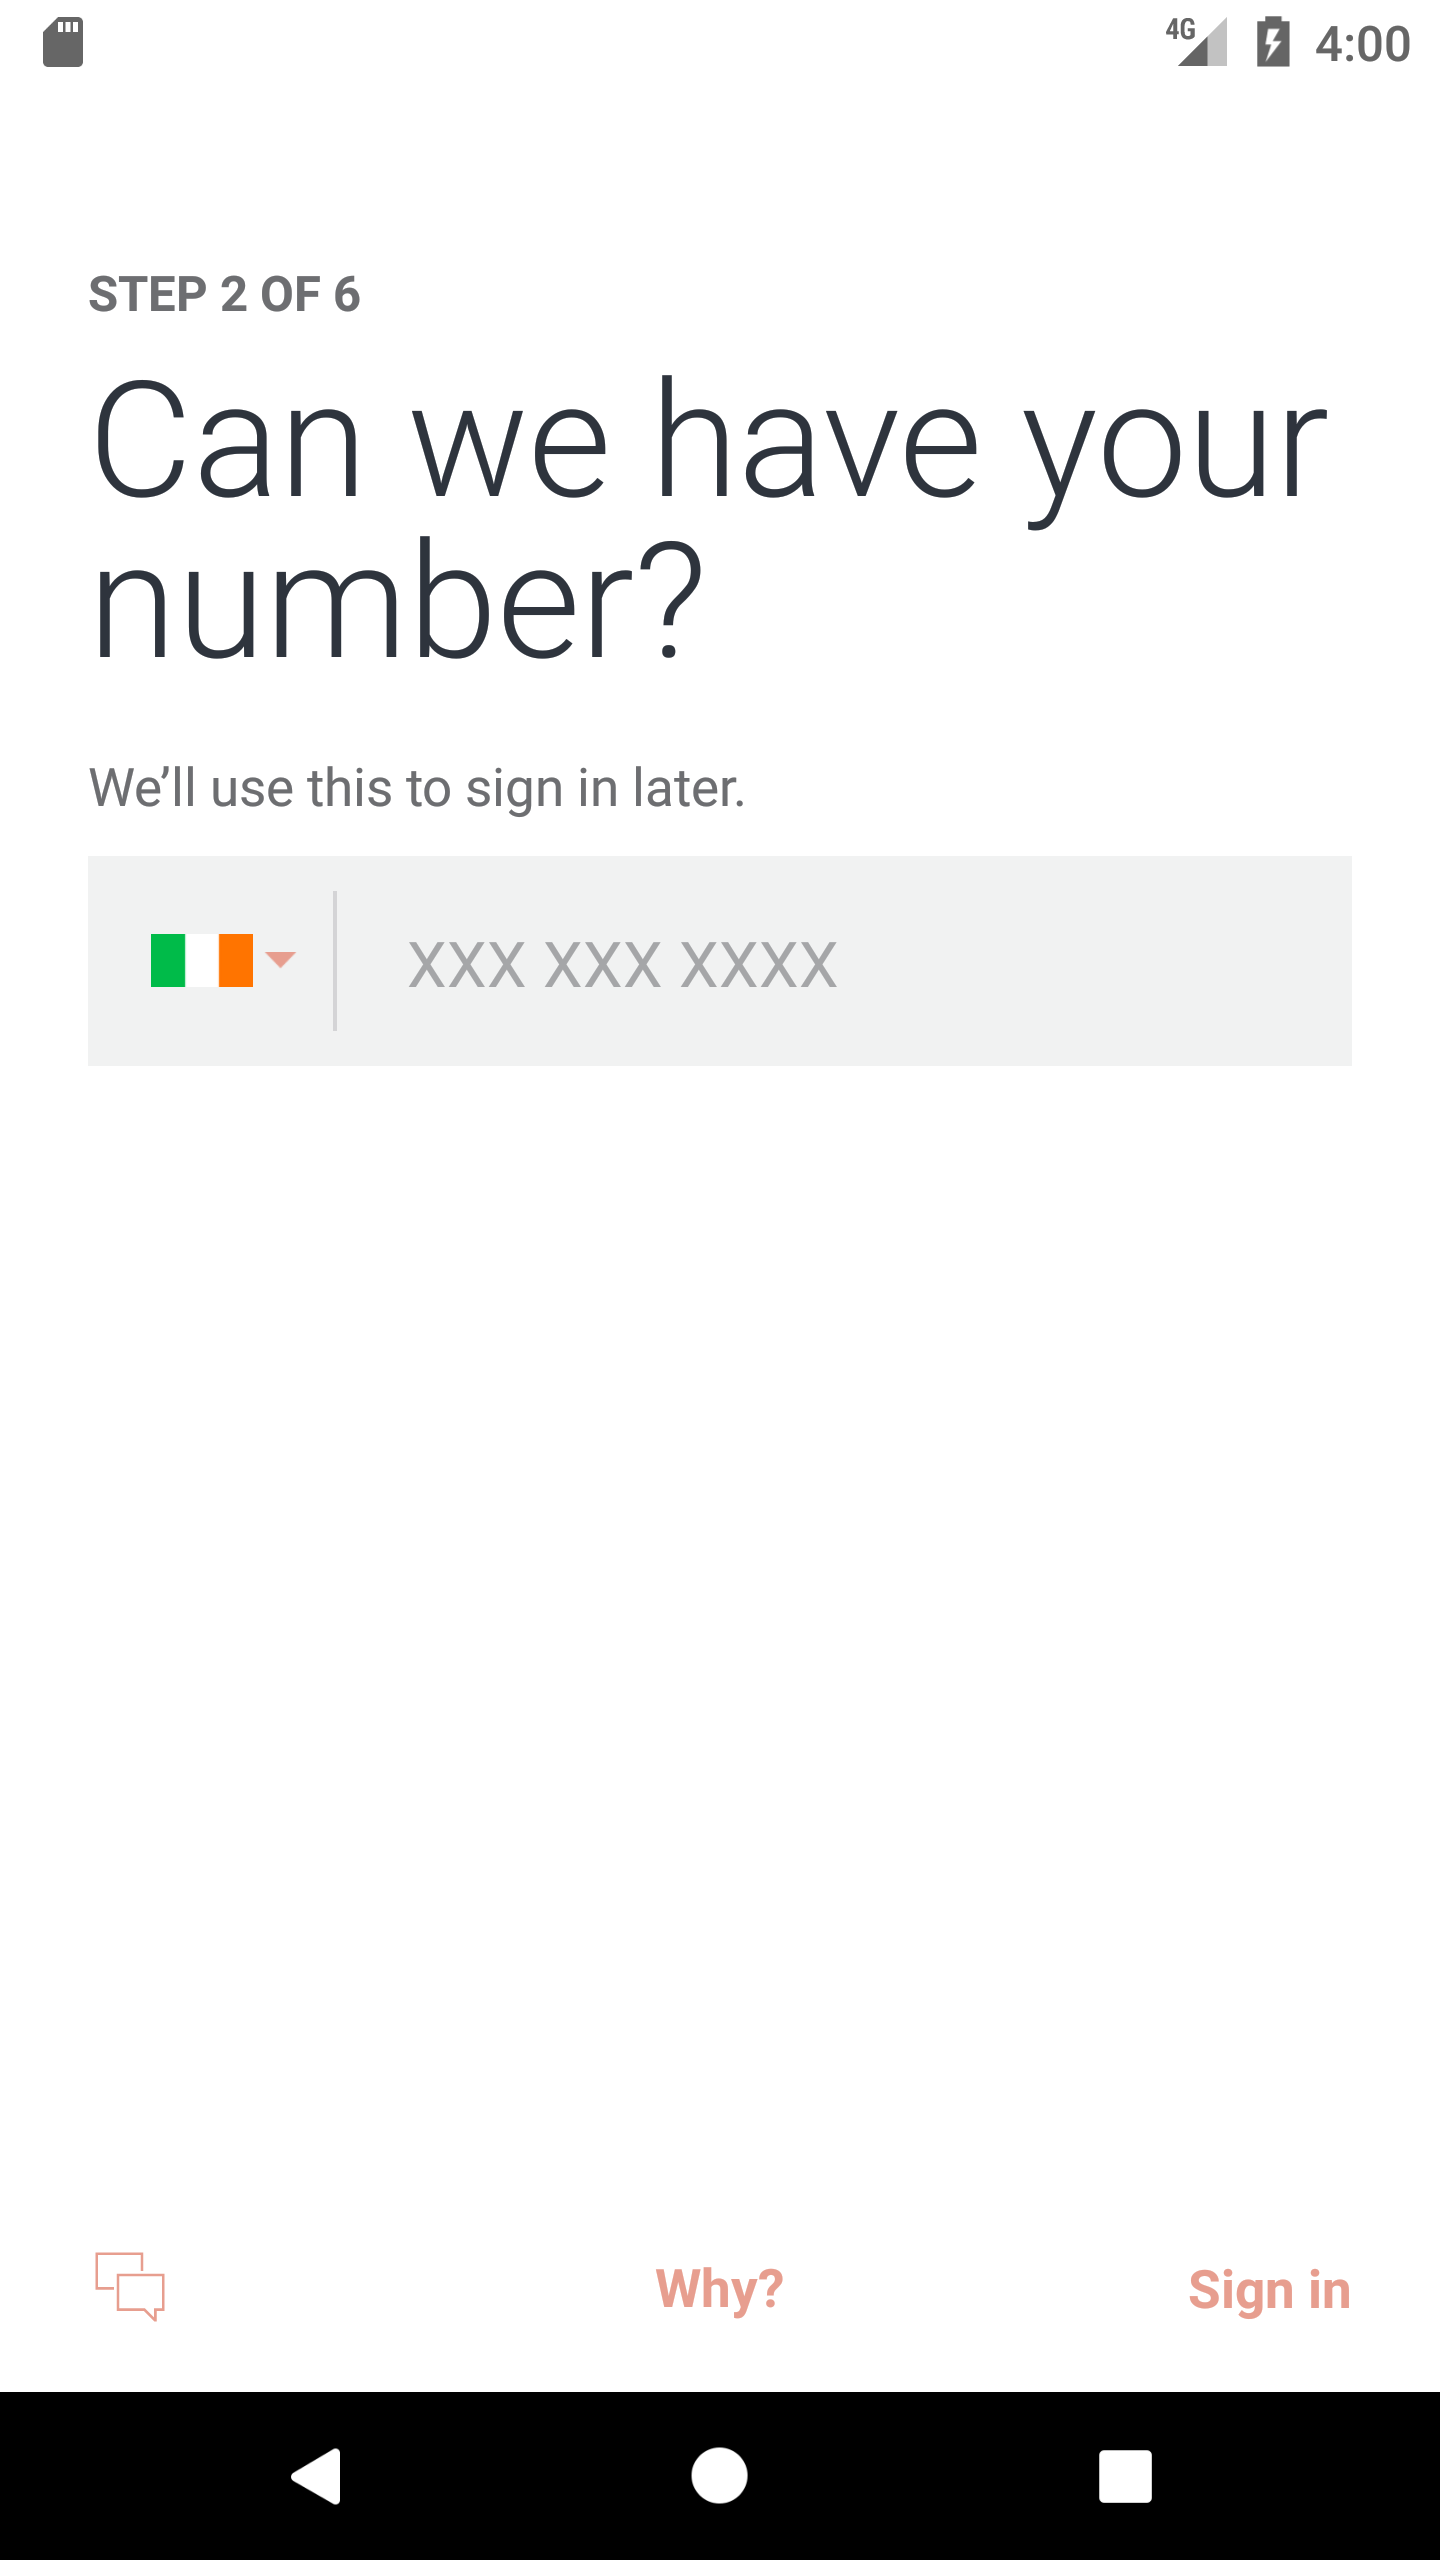 4G 4:00
STEP 2 OF 6
Can we have your
number?
We’ll use this to sign in later.
XXX XXX XXXX
Why?
Sign in